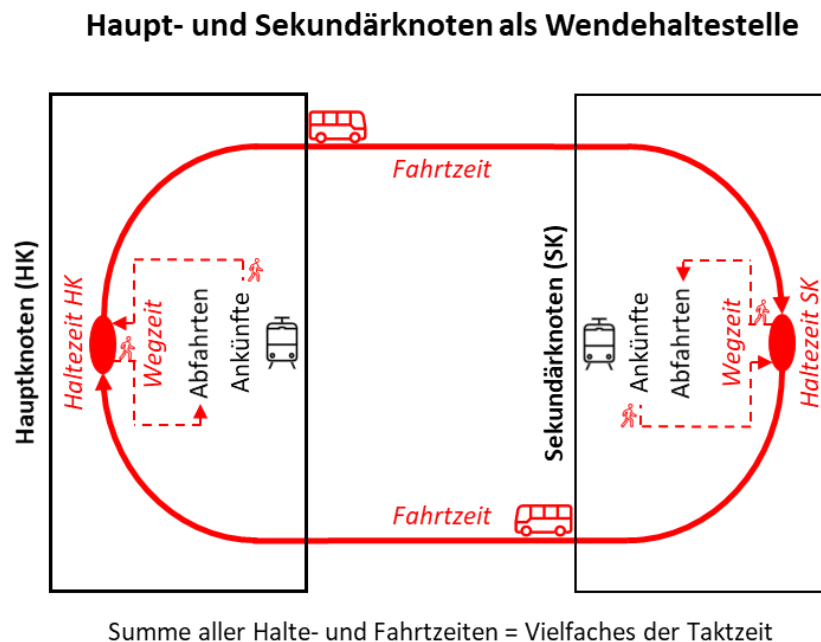 Haupt- und Sekundärknoten als Wendehaltestelle
Fahrtzeit
Hauptknoten (HK)
Haltezeit HK
Wegzeit
Abfahrten
Ankünfte
Sekundärknoten (SK)
Ankünfte
Abfahrten
Wegzeit
Haltezeit SK
Fahrtzeit
Summe aller Halte- und Fahrtzeiten = Vielfaches der Taktzeit